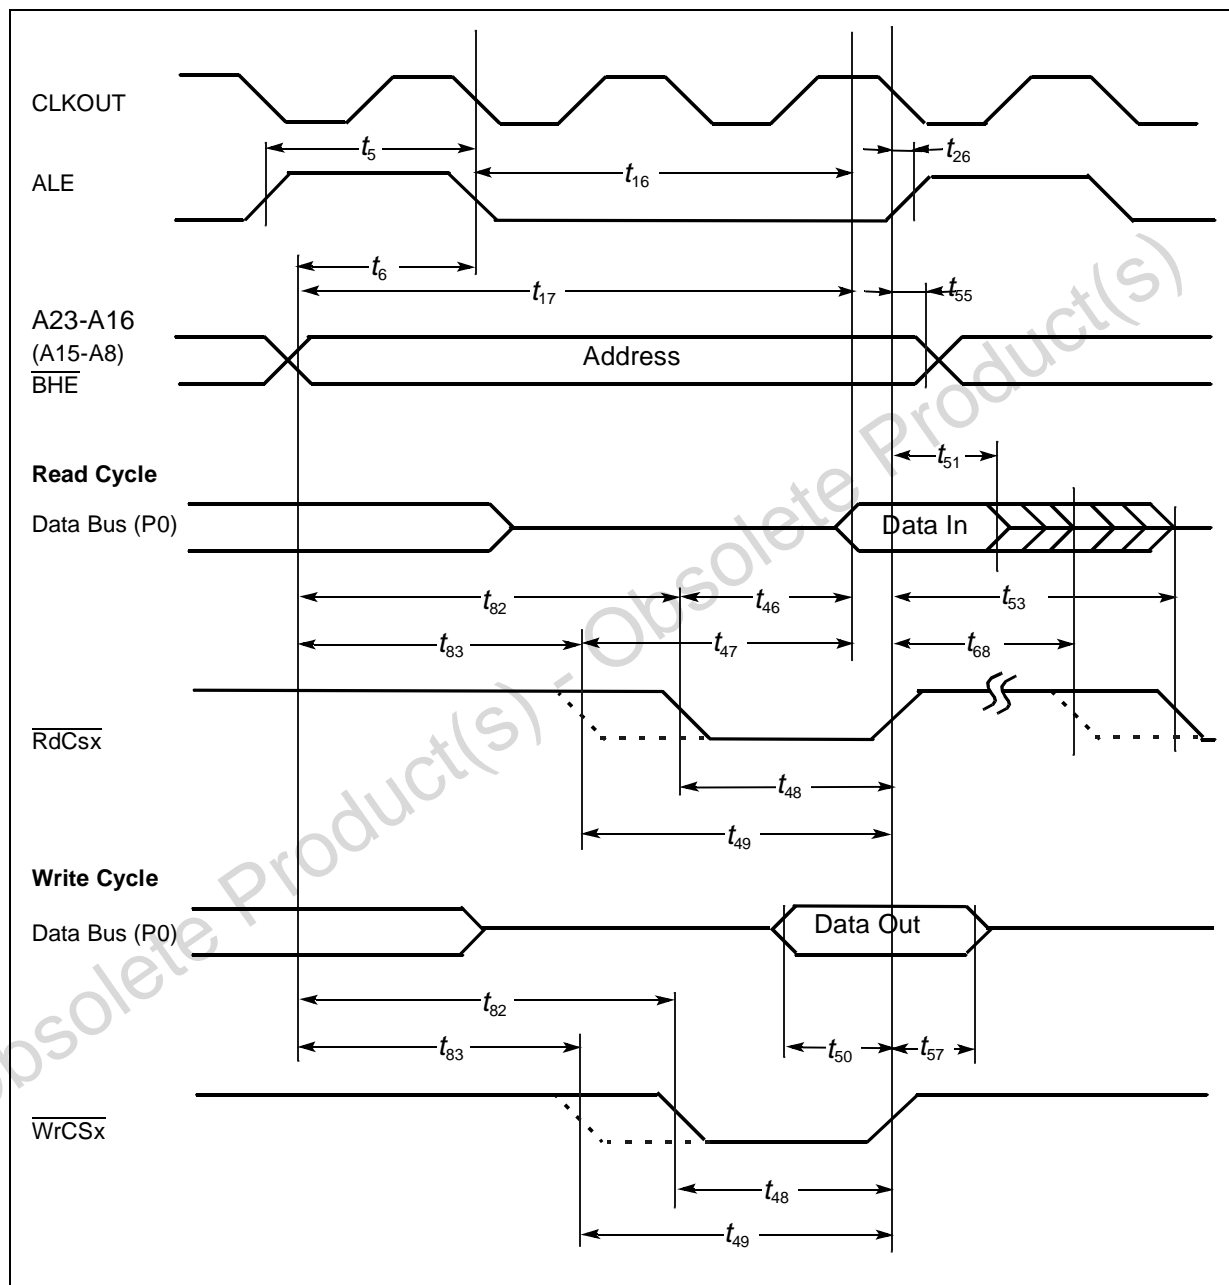 CLKOUT
t5
t26
ALE
t16
t6
t17
t55
A23-A16
(A15-A8)
BHE
Address
t51
Read Cycle
Data Bus (P0)
Data In
t82
t46
t53
t83
t47
t68
RdCsx
t48
t49
Write Cycle
Data Bus (P0)
Data Out
t82
t83
t50
t57
WrCSx
t48
t49
Obsolete Product(s) - Obsolete Product(s)